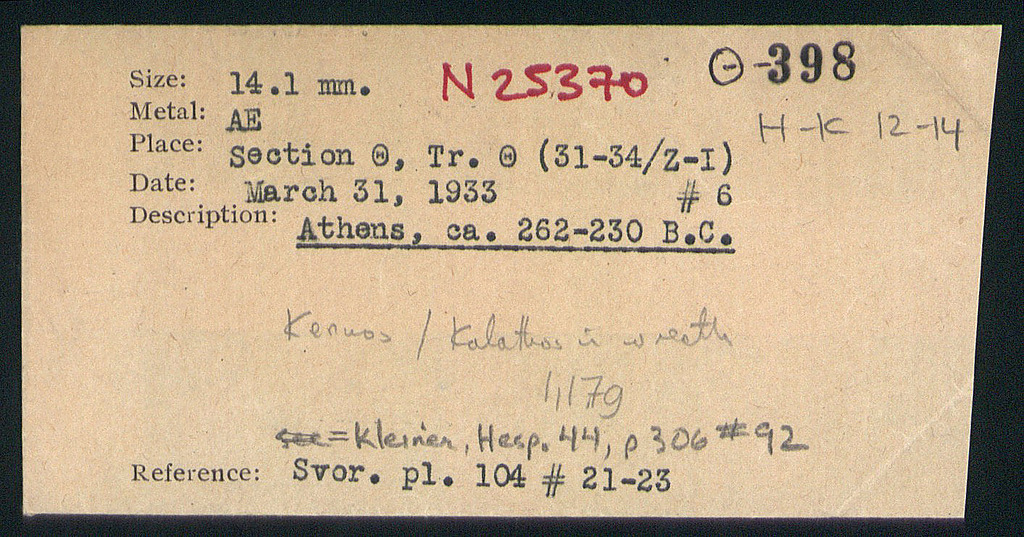 Θ-398
N 25370
H-K 12-14
Size: 14.1 mm.
Metal: AE
Place: Section Θ, Tr. Θ (31-34/Z-I)
Date: March 31, 1933 # 6
Description: Athens, ca. 262-230 B.C.
Kernos / Kalathos in wreath
1,17g
= Kleiner, Hesp. 44, p 306 # 92
Reference: Svor. pl. 104 # 21-23